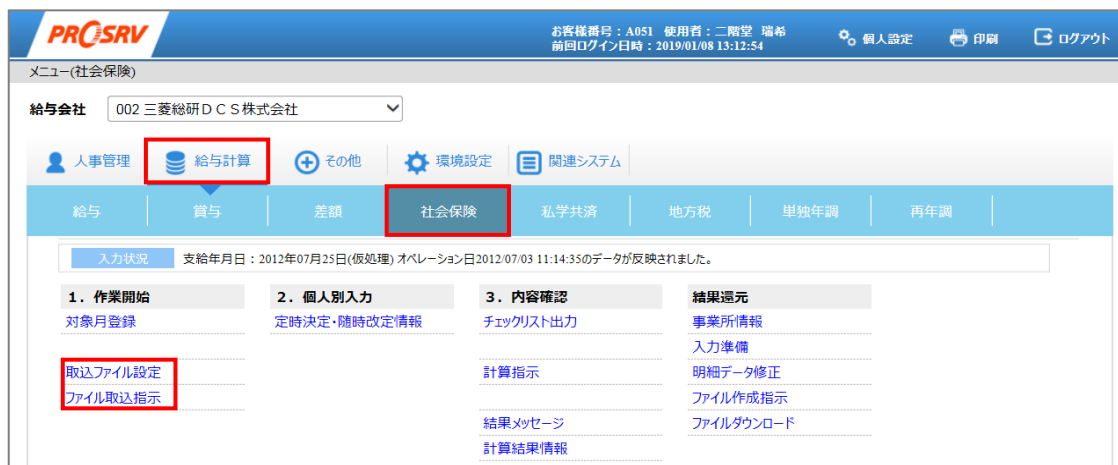 PROSRV
お客様番号：A051 使用者：二階堂 瑞希
前回ログイン日時：2019/01/08 13:12:54
個人設定
印刷
ログアウト
メニュー(社会保険)
給与会社 002 三菱総研ＤＣＳ株式会社
人事管理 給与計算 その他 環境設定 関連システム
給与 賞与 差額 社会保険 私学共済 地方税 単独年調 再年調
入力状況 支給年月日：2012年07月25日(仮処理) オペレーション日2012/07/03 11:14:35のデータが反映されました。
1．作業開始 2．個人別入力 3．内容確認 結果還元
対象月登録 定時決定・随時改定情報 チェックリスト出力 事業所情報
入力準備
取込ファイル設定 計算指示 明細データ修正
ファイル取込指示 ファイル作成指示
結果メッセージ ファイルダウンロード
計算結果情報